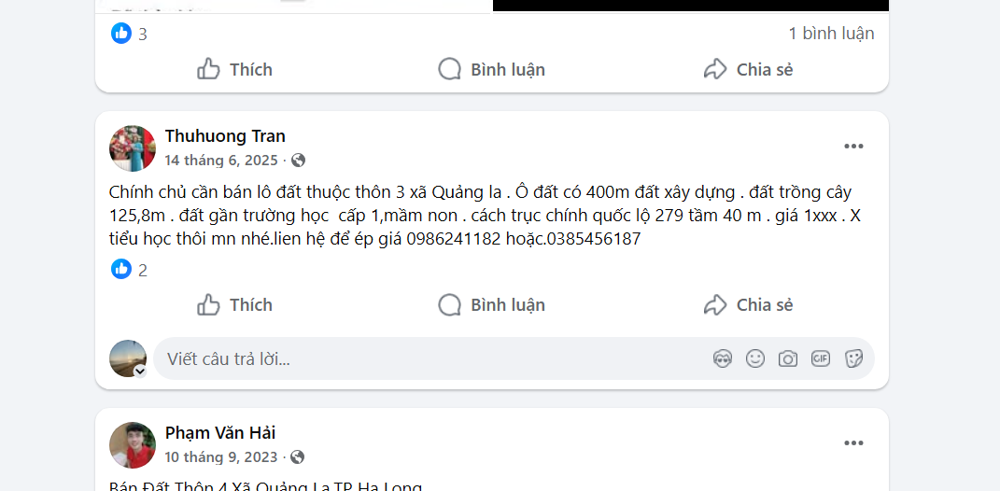 3
1 bình luận
Thích
Bình luận
Chia sẻ
Thuhuong Tran
14 tháng 6, 2025 ·
Chính chủ cần bán lô đất thuộc thôn 3 xã Quảng la . Ô đất có 400m đất xây dựng . đất trồng cây
125,8m . đất gần trường học  cấp 1,mầm non . cách trục chính quốc lộ 279 tầm 40 m . giá 1xxx . X
tiểu học thôi mn nhé.lien hệ để ép giá 0986241182 hoặc.0385456187
2
Thích
Bình luận
Chia sẻ
Viết câu trả lời...
GIF
Phạm Văn Hải
10 tháng 9, 2023 ·
Bán Đất Thôn 4 Xã Quảng La TP Hạ Long